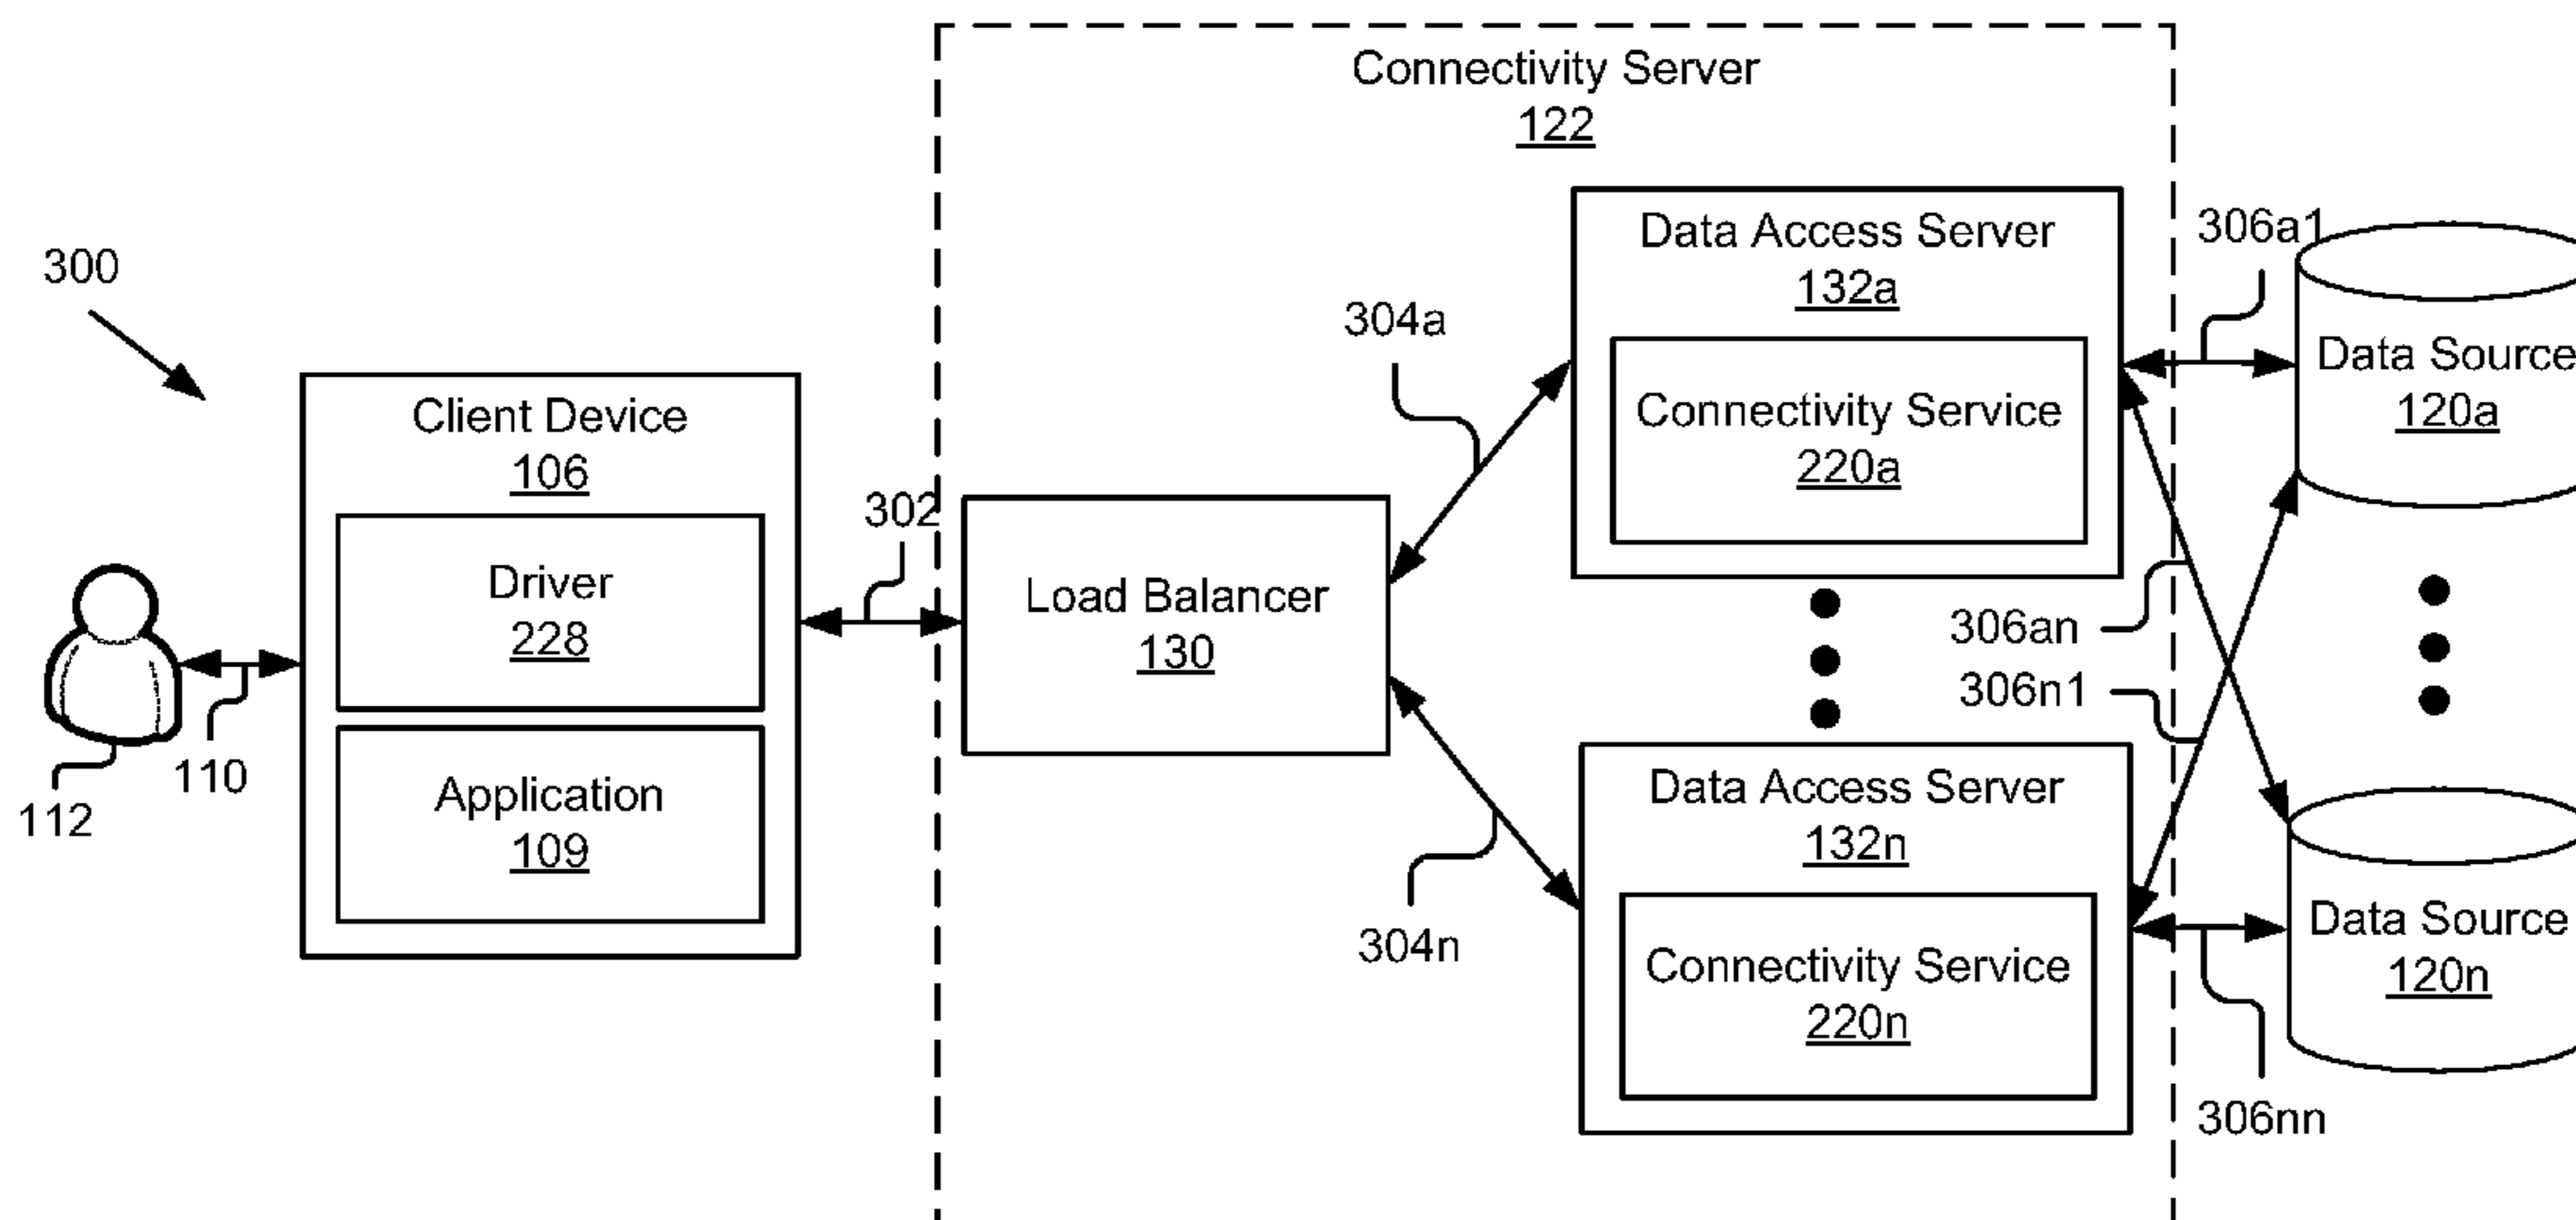 Connectivity Server
122
300
Client Device
106
Driver
228
Application
109
112
110
302
Load Balancer
130
304a
304n
Data Access Server
132a
Connectivity Service
220a
Data Access Server
132n
Connectivity Service
220n
306a1
306an
306n1
306nn
Data Source
120a
Data Source
120n